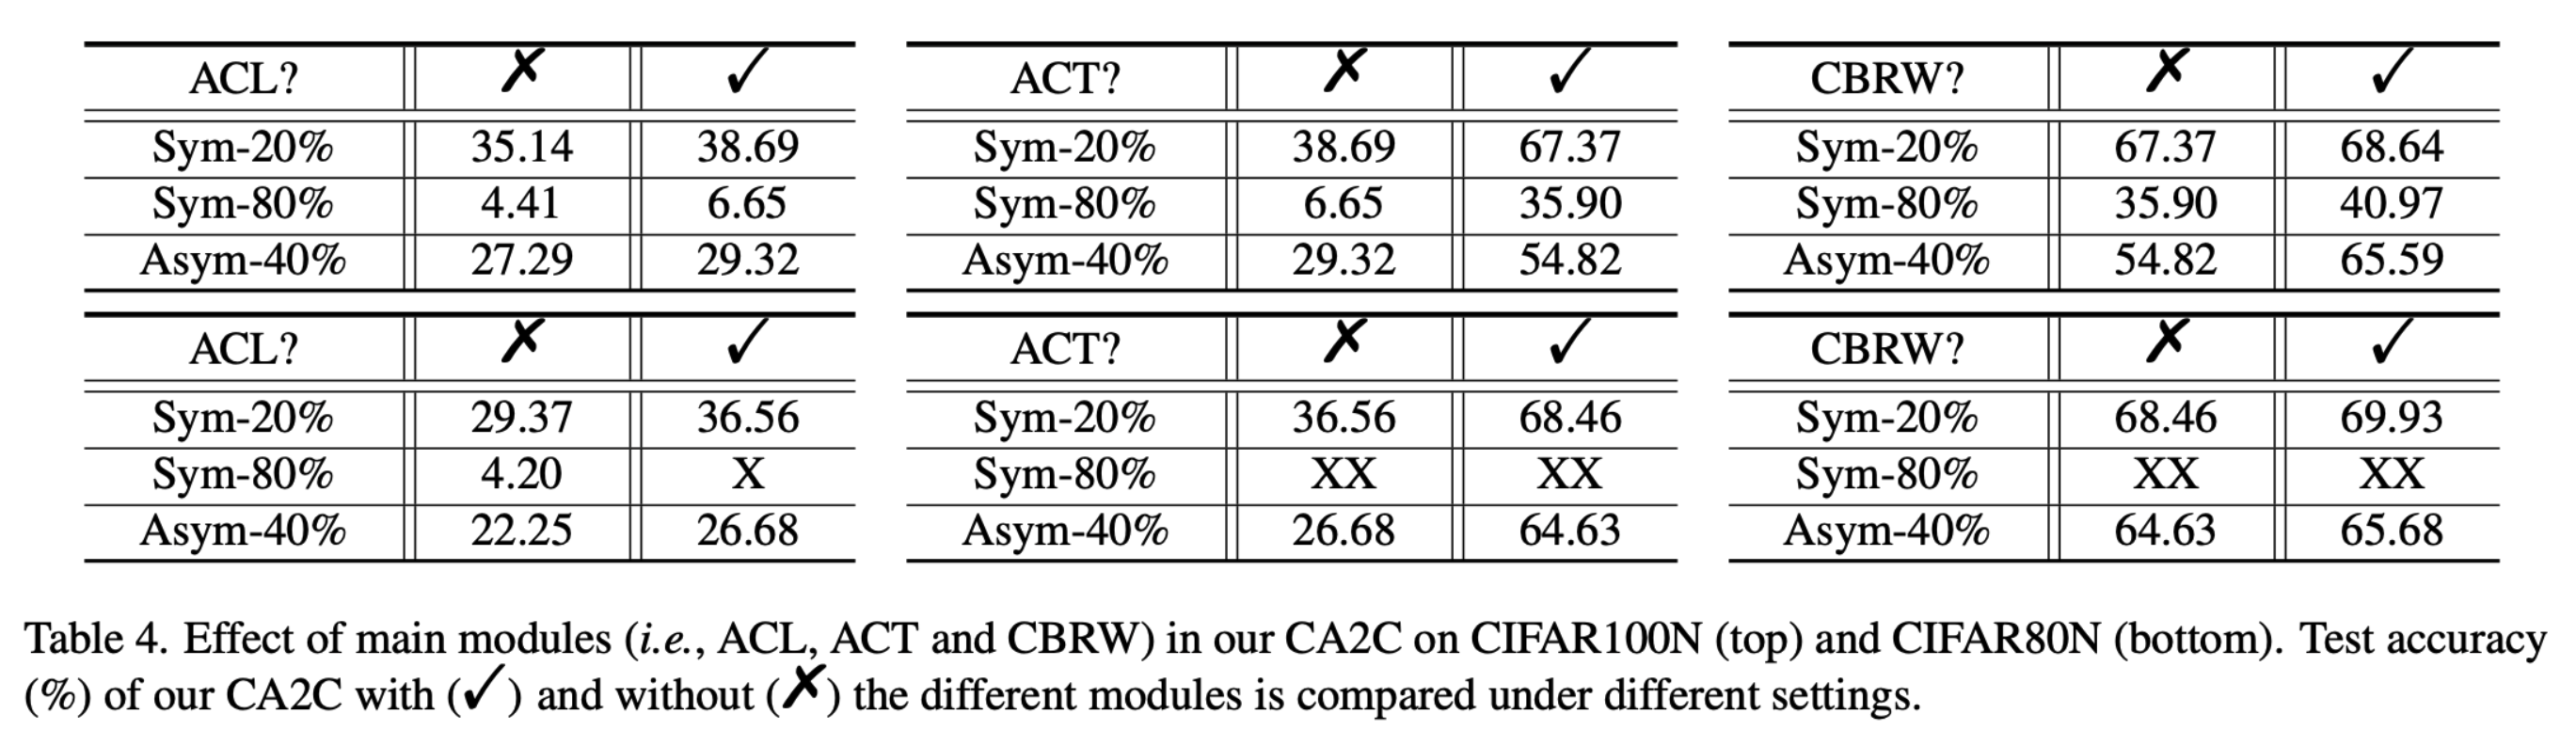 ACL? ✗ ✓ ACT? ✗ ✓ CBRW? ✗ ✓
Sym-20% 35.14 38.69 Sym-20% 38.69 67.37 Sym-20% 67.37 68.64
Sym-80% 4.41 6.65 Sym-80% 6.65 35.90 Sym-80% 35.90 40.97
Asym-40% 27.29 29.32 Asym-40% 29.32 54.82 Asym-40% 54.82 65.59
ACL? ✗ ✓ ACT? ✗ ✓ CBRW? ✗ ✓
Sym-20% 29.37 36.56 Sym-20% 36.56 68.46 Sym-20% 68.46 69.93
Sym-80% 4.20 X Sym-80% XX XX Sym-80% XX XX
Asym-40% 22.25 26.68 Asym-40% 26.68 64.63 Asym-40% 64.63 65.68
Table 4. Effect of main modules (i.e., ACL, ACT and CBRW) in our CA2C on CIFAR100N (top) and CIFAR80N (bottom). Test accuracy
(%) of our CA2C with (✓) and without (✗) the different modules is compared under different settings.